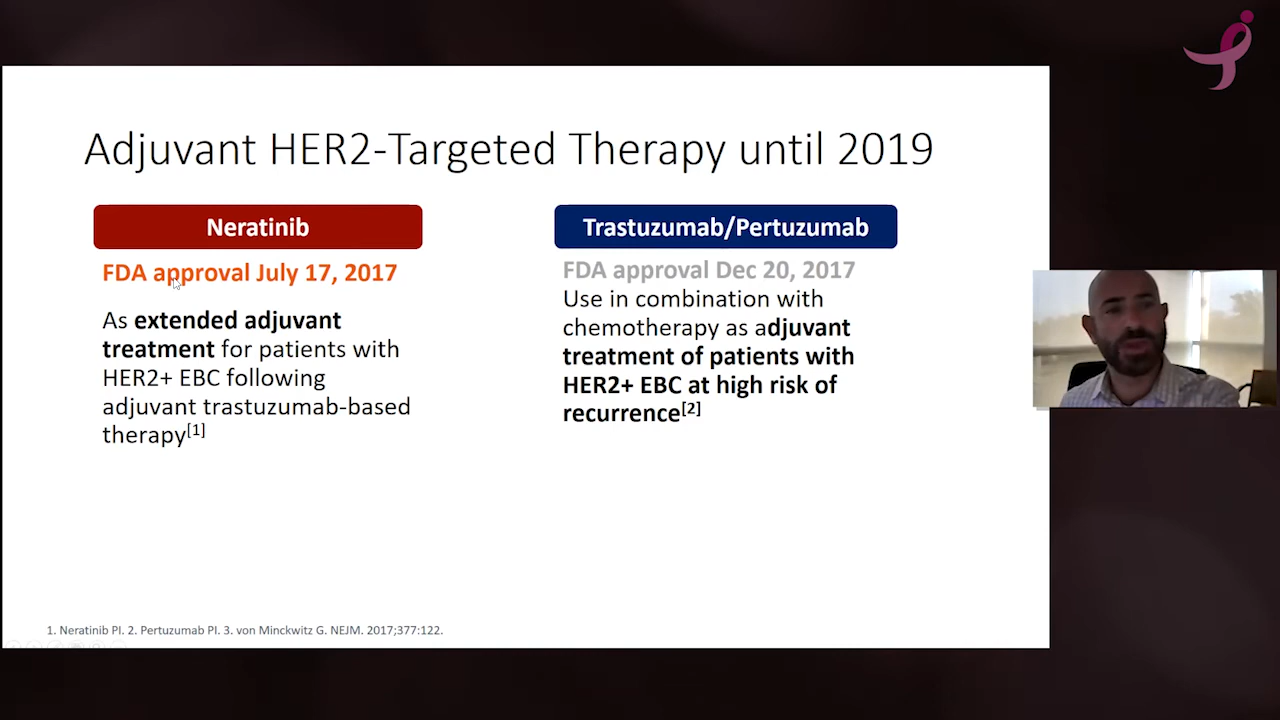 Adjuvant HER2-Targeted Therapy until 2019
Neratinib
FDA approval July 17, 2017
As extended adjuvant
treatment for patients with
HER2+ EBC following
adjuvant trastuzumab-based
therapy[1]
Trastuzumab/Pertuzumab
FDA approval Dec 20, 2017
Use in combination with
chemotherapy as adjuvant
treatment of patients with
HER2+ EBC at high risk of
recurrence[2]
1. Neratinib PI. 2. Pertuzumab PI. 3. von Minckwitz G. NEJM. 2017;377:122.